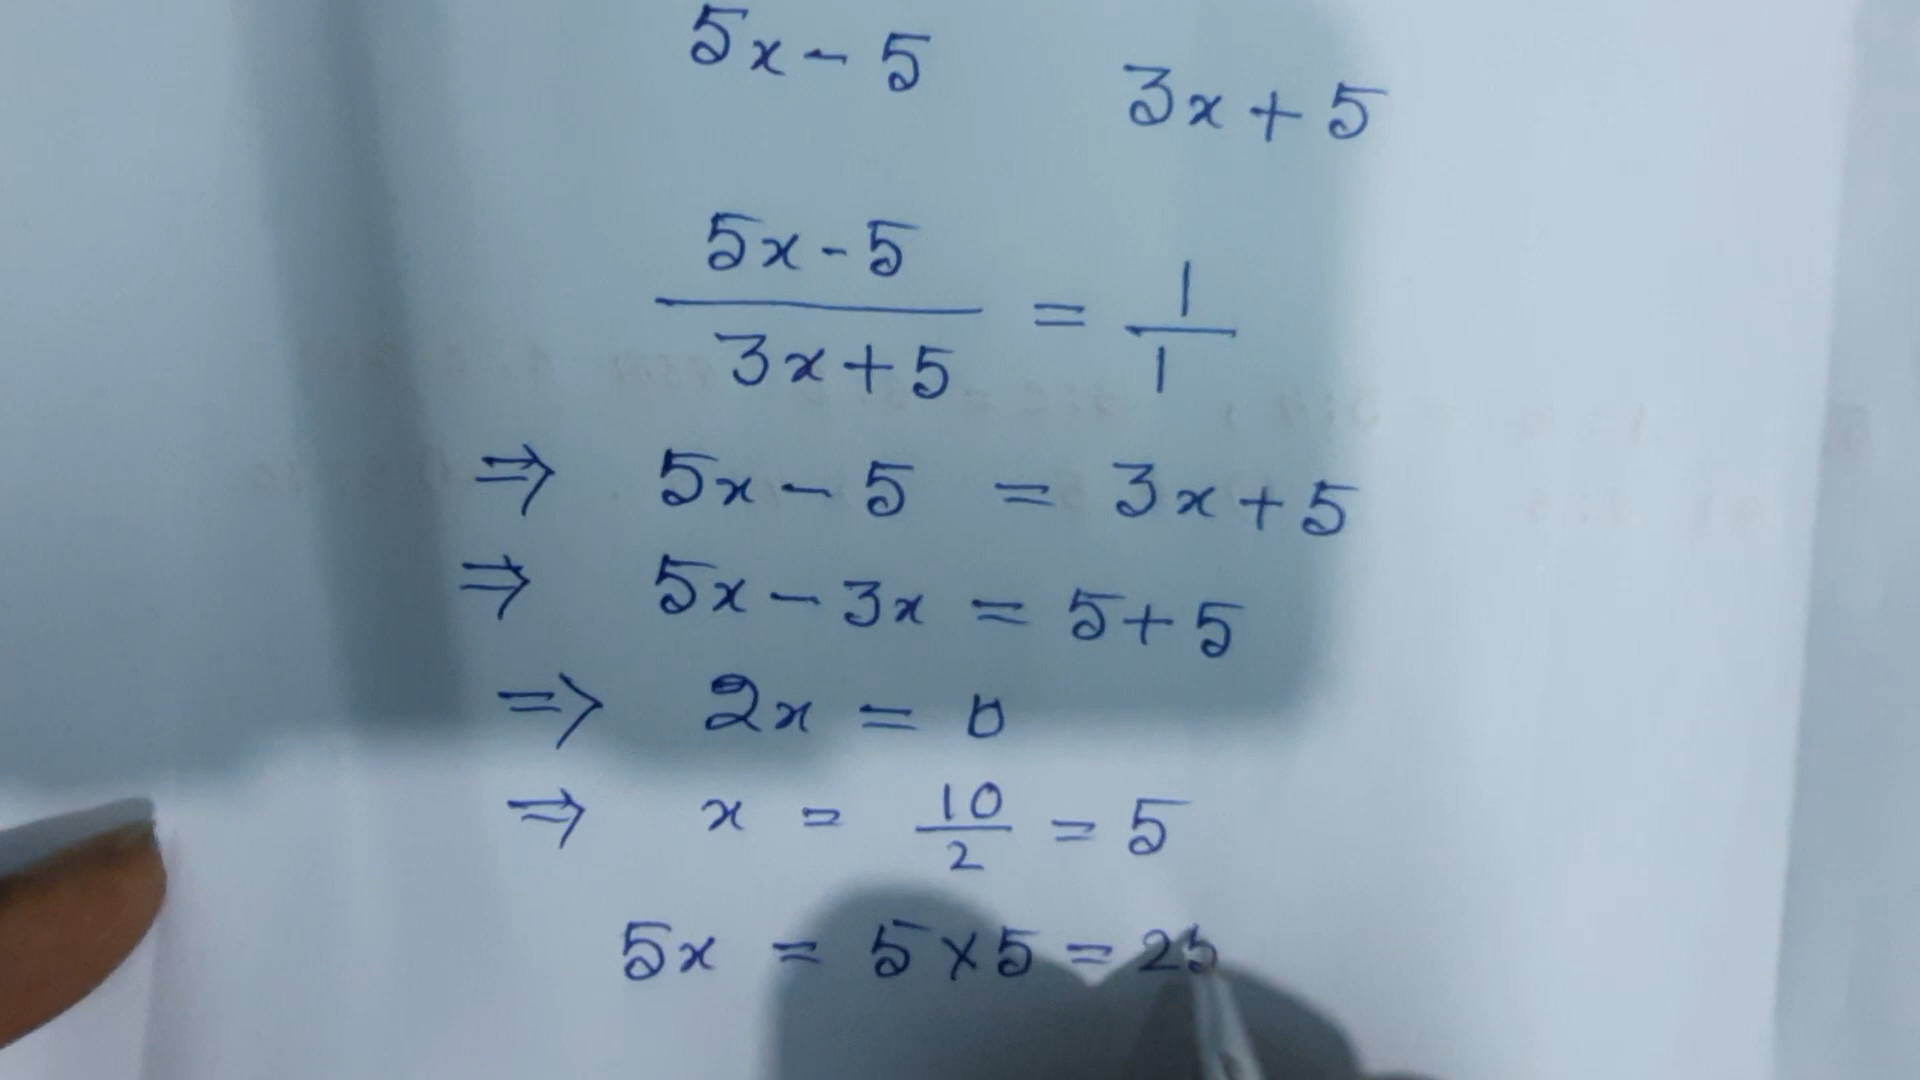 5x - 5 3x + 5
5x - 5 / 3x + 5 = 1 / 1
⇒ 5x - 5 = 3x + 5
⇒ 5x - 3x = 5 + 5
⇒ 2x = 0
⇒ x = 10 / 2 = 5
5x = 5 × 5 = 25